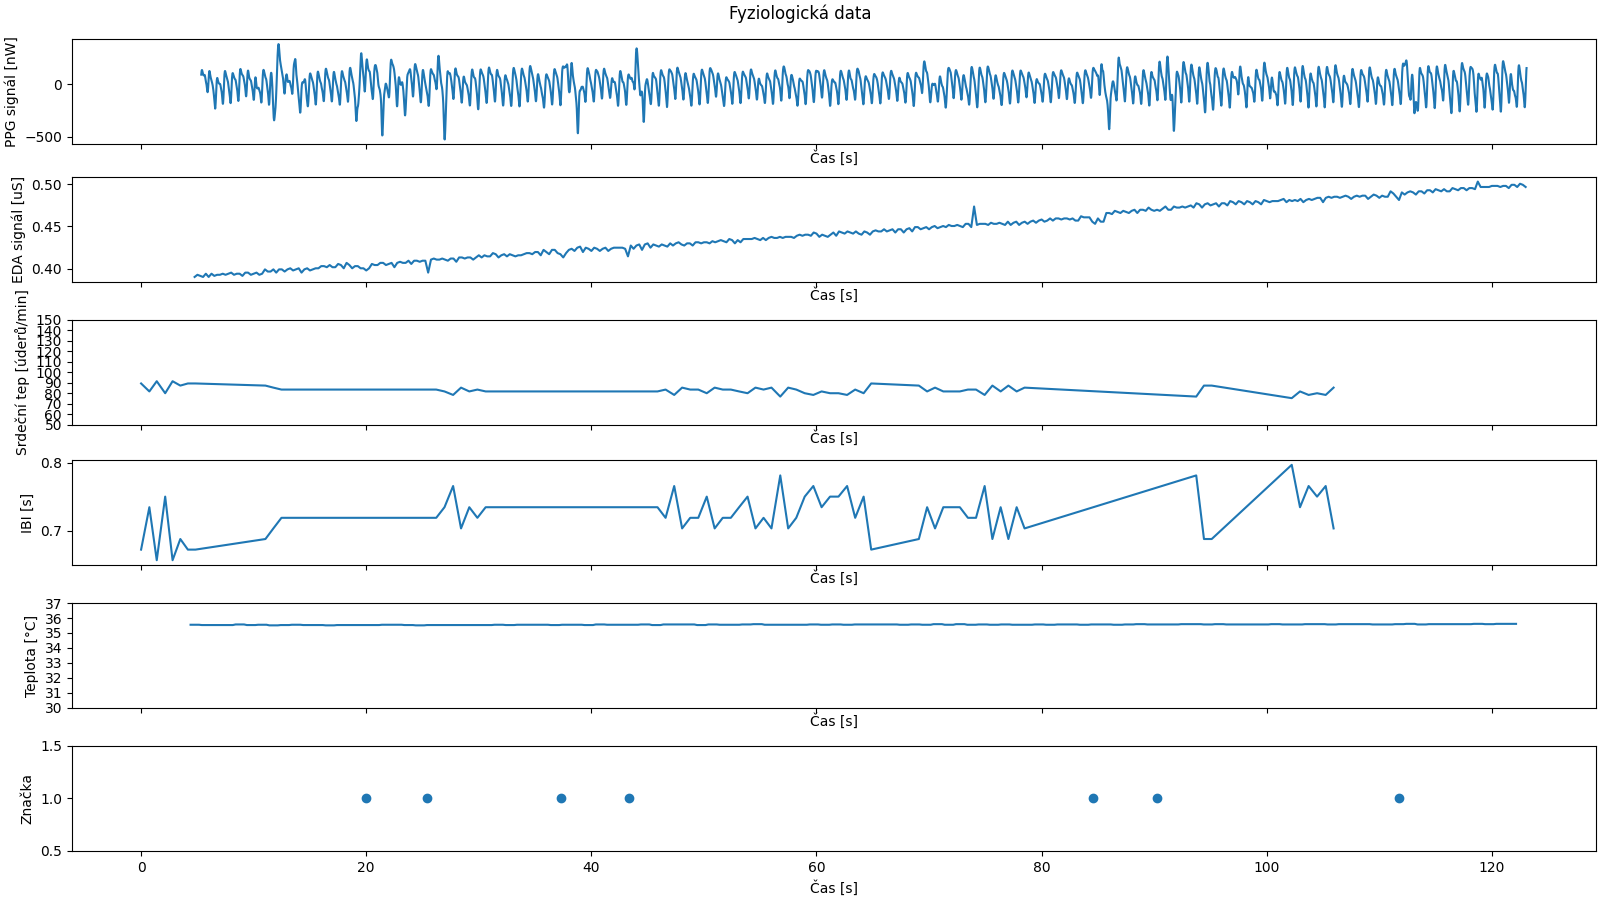 Fyziologická data
PPG signál [nW]
0
−500
Čas [s]
EDA signál [uS]
0.50
0.45
0.40
Čas [s]
Srdeční tep [úderů/min]
150
140
130
120
110
100
90
80
70
60
50
Čas [s]
IBI [s]
0.8
0.7
Čas [s]
Teplota [°C]
37
36
35
34
33
32
31
30
Čas [s]
Značka
1.5
1.0
0.5
0 20 40 60 80 100 120
Čas [s]